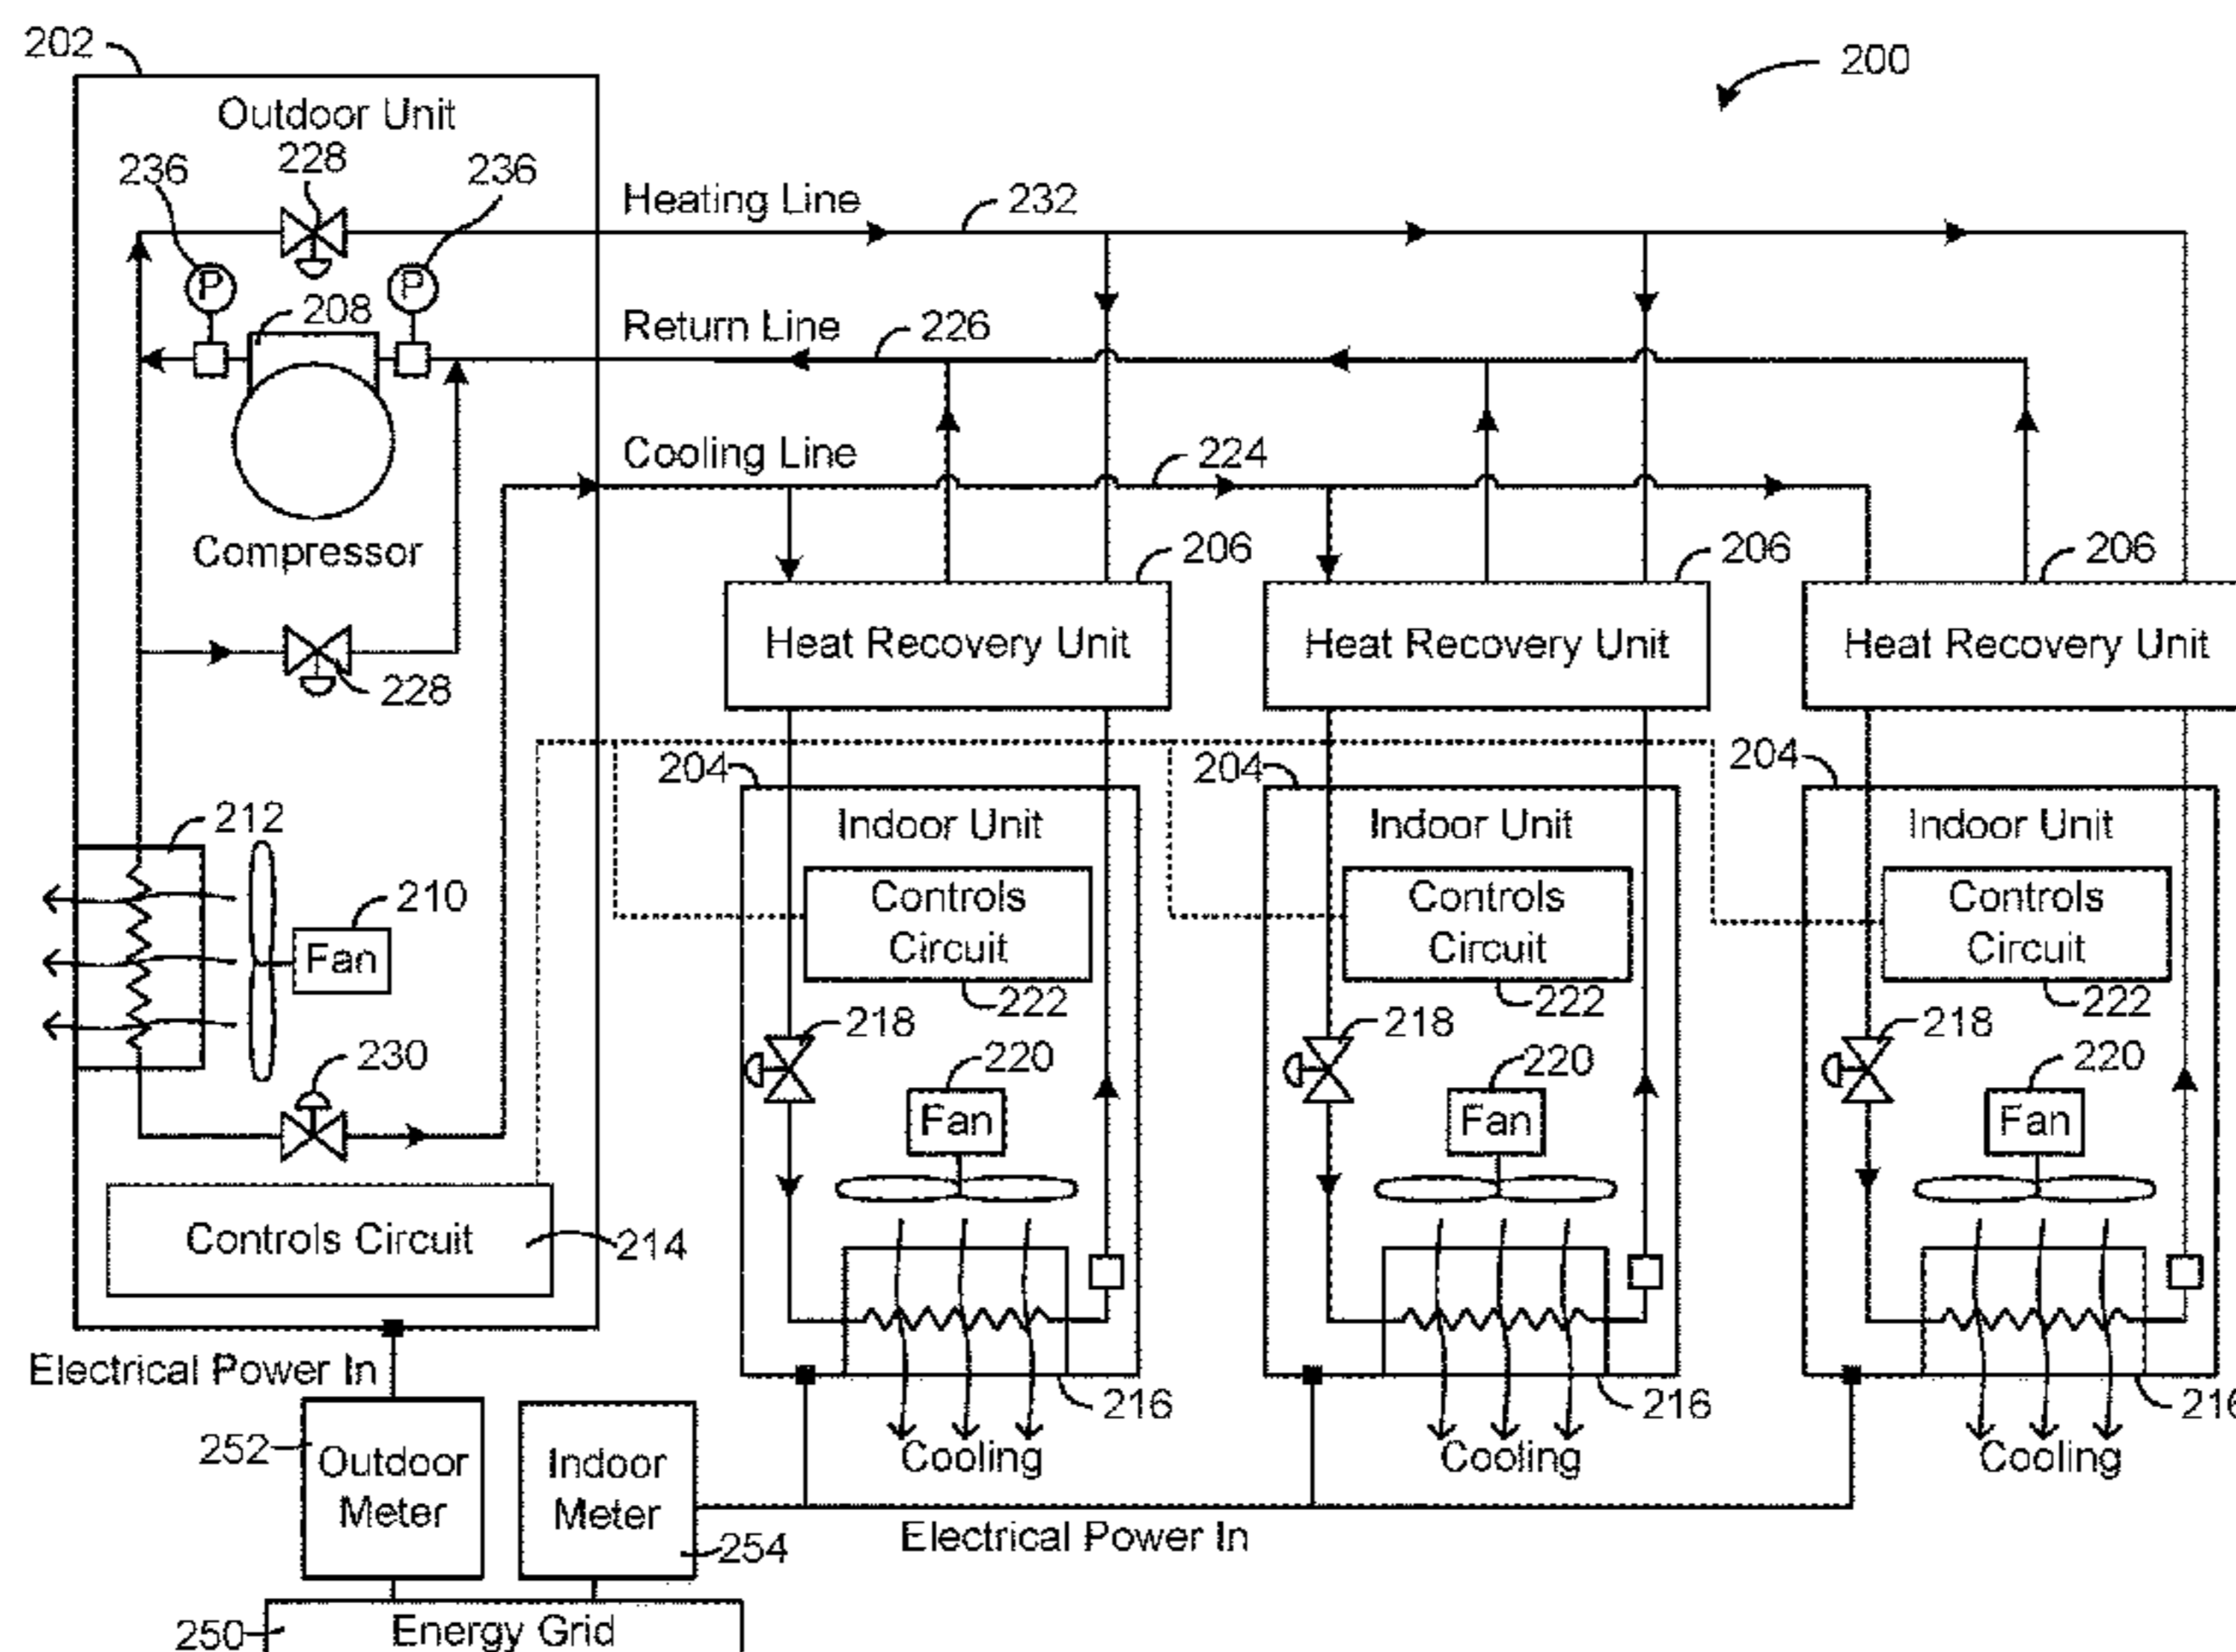 202
200
Outdoor Unit
228
236
236
Heating Line
232
208
Return Line
226
Cooling Line
224
Compressor
206
206
206
Heat Recovery Unit
Heat Recovery Unit
Heat Recovery Unit
228
204
204
204
212
Indoor Unit
Indoor Unit
Indoor Unit
210
Fan
Controls
Circuit
Controls
Circuit
Controls
Circuit
222
222
222
218
218
218
230
220
220
220
Fan
Fan
Fan
Controls Circuit
214
P
P
Electrical Power In
216
216
216
Cooling
Cooling
Cooling
252
Outdoor
Meter
Indoor
Meter
254
Electrical Power In
250
Energy Grid